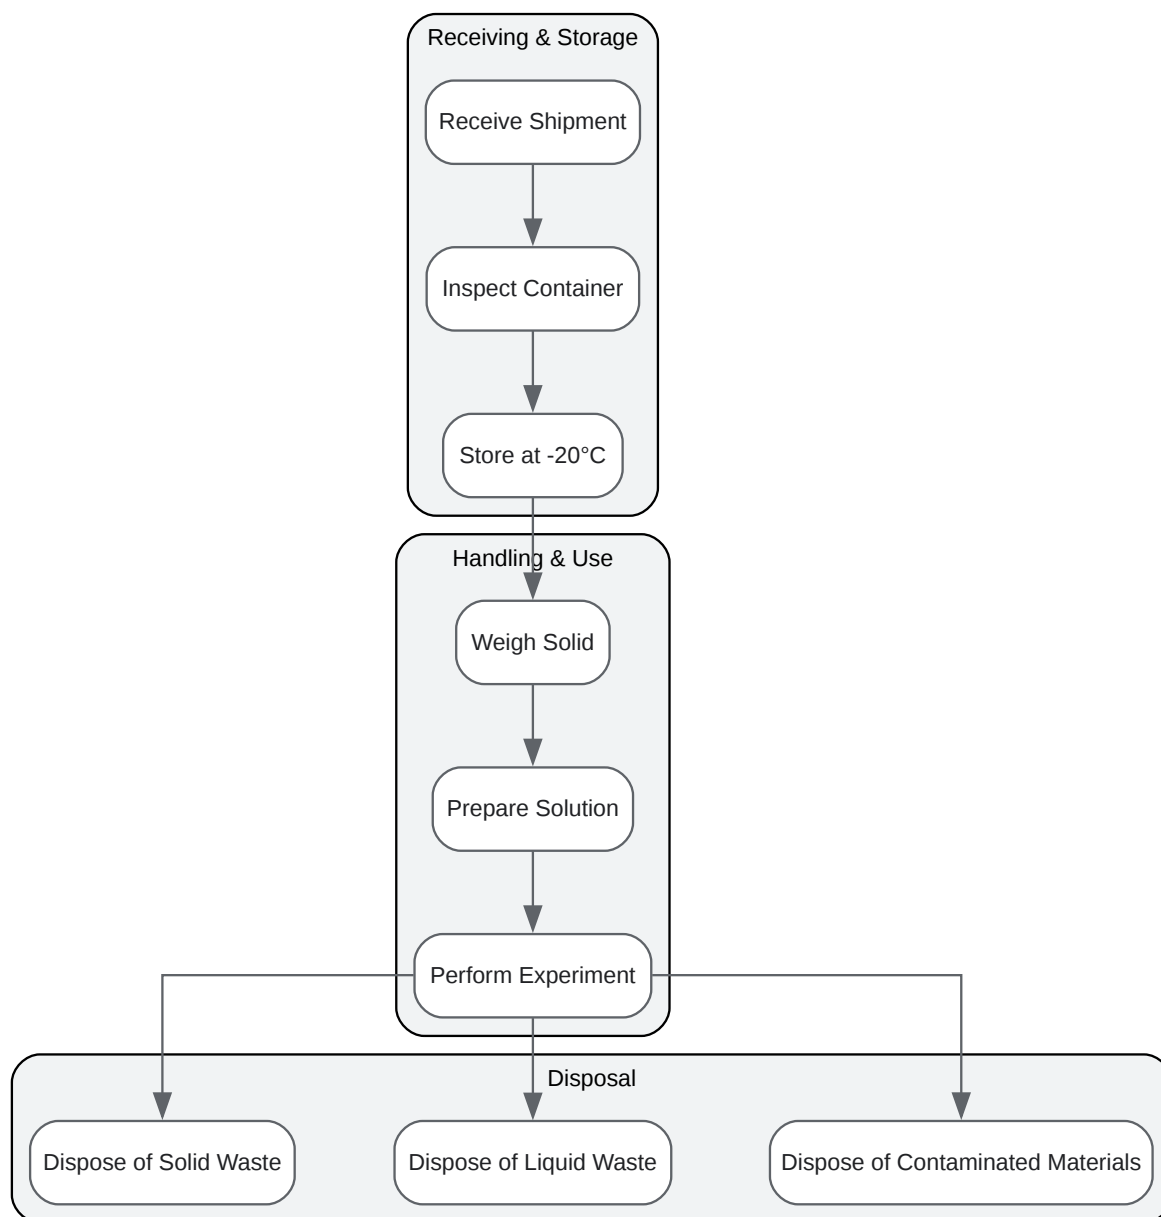 Receiving & Storage
Receive Shipment
Inspect Container
Store at -20°C
Handling & Use
Weigh Solid
Prepare Solution
Perform Experiment
Disposal
Dispose of Solid Waste
Dispose of Liquid Waste
Dispose of Contaminated Materials